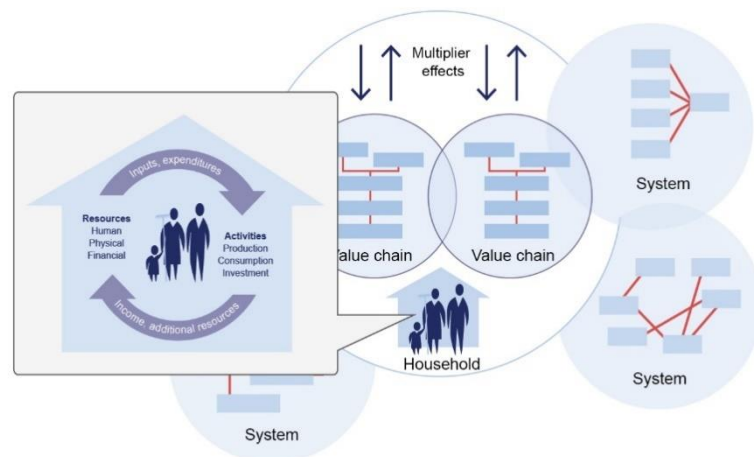 Multiplier
effects
Inputs, expenditures
Resources
Human
Physical
Financial
Activities
Production
Consumption
Investment
Income, additional resources
Value chain
Value chain
Household
System
System
System